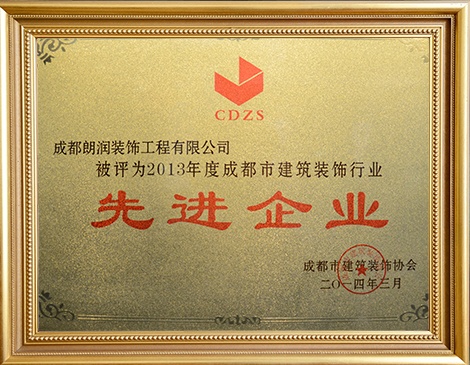 CDZS
成都朗润装饰工程有限公司
被评为2013年度成都市建筑装饰行业
先进企业
成都市建筑装饰协会
二〇一四年三月